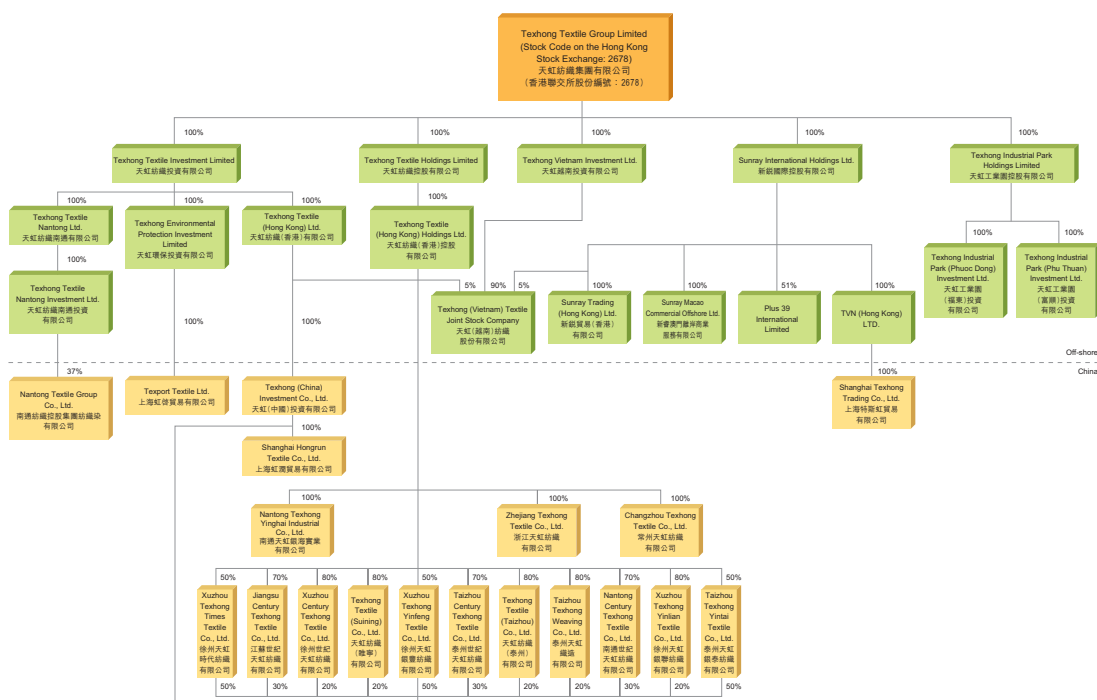 Texhong Textile Group Limited
(Stock Code on the Hong Kong
Stock Exchange: 2678)
天虹紡織集團有限公司
(香港聯交所股份編號：2678)
100%
100%
100%
100%
100%
Texhong Textile Investment Limited
天虹紡織投資有限公司
Texhong Textile Holdings Limited
天虹紡織控股有限公司
Texhong Vietnam Investment Ltd.
天虹越南投資有限公司
Sunray International Holdings Ltd.
新銳國際控股有限公司
Texhong Industrial Park
Holdings Limited
天虹工業園控股有限公司
100%
100%
100%
100%
Texhong Textile
Nantong Ltd.
天虹紡織南通有限公司
Texhong Environmental
Protection Investment
Limited
天虹環保投資有限公司
Texhong Textile
(Hong Kong) Ltd.
天虹紡織(香港)有限公司
Texhong Textile
(Hong Kong) Holdings Ltd.
天虹紡織(香港)控股
有限公司
100%
100%
Texhong Industrial
Park (Phuoc Dong)
Investment Ltd.
天虹工業園
(福東)投資
有限公司
Texhong Industrial
Park (Phu Thuan)
Investment Ltd.
天虹工業園
(富順)投資
有限公司
100%
Texhong Textile
Nantong Investment Ltd.
天虹紡織南通投資
有限公司
5%
90%
5%
100%
100%
51%
100%
Texhong (Vietnam) Textile
Joint Stock Company
天虹(越南)紡織
股份有限公司
Sunray Trading
(Hong Kong) Ltd.
新銳貿易(香港)
有限公司
Sunray Macao
Commercial Offshore Ltd.
新睿澳門離岸商業
服務有限公司
Plus 39
International
Limited
TVN (Hong Kong)
LTD.
100%
100%
Off-shore
China
37%
100%
Nantong Textile Group
Co., Ltd.
南通紡織控股集團紡織染
有限公司
Texport Textile Ltd.
上海虹啓貿易有限公司
Texhong (China)
Investment Co., Ltd.
天虹(中國)投資有限公司
Shanghai Texhong
Trading Co., Ltd.
上海特斯虹貿易
有限公司
100%
Shanghai Hongrun
Textile Co., Ltd.
上海虹潤貿易有限公司
100%
100%
100%
Nantong Texhong
Yinghai Industrial
Co., Ltd.
南通天虹銀海實業
有限公司
Zhejiang Texhong
Textile Co., Ltd.
浙江天虹紡織
有限公司
Changzhou Texhong
Textile Co., Ltd.
常州天虹紡織
有限公司
50%
70%
80%
80%
50%
70%
80%
80%
70%
80%
50%
Xuzhou
Texhong
Times
Textile
Co., Ltd.
徐州天虹
時代紡織
有限公司
Jiangsu
Century
Texhong
Textile
Co., Ltd.
江蘇世紀
天虹紡織
有限公司
Xuzhou
Century
Texhong
Textile
Co., Ltd.
徐州世紀
天虹紡織
有限公司
Texhong
Textile
(Suining)
Co., Ltd.
天虹紡織
(睢寧)
有限公司
Xuzhou
Texhong
Yinfeng
Textile
Co., Ltd.
徐州天虹
銀豐紡織
有限公司
Taizhou
Century
Texhong
Textile
Co., Ltd.
泰州世紀
天虹紡織
有限公司
Texhong
Textile
(Taizhou)
Co., Ltd.
天虹紡織
(泰州)
有限公司
Taizhou
Texhong
Weaving
Co., Ltd.
泰州天虹
織造
有限公司
Nantong
Century
Texhong
Textile
Co., Ltd.
南通世紀
天虹紡織
有限公司
Xuzhou
Texhong
Yinlian
Textile
Co., Ltd.
徐州天虹
銀聯紡織
有限公司
Taizhou
Texhong
Yintai
Textile
Co., Ltd.
泰州天虹
銀泰紡織
有限公司
50%
30%
20%
20%
50%
30%
20%
20%
30%
20%
50%